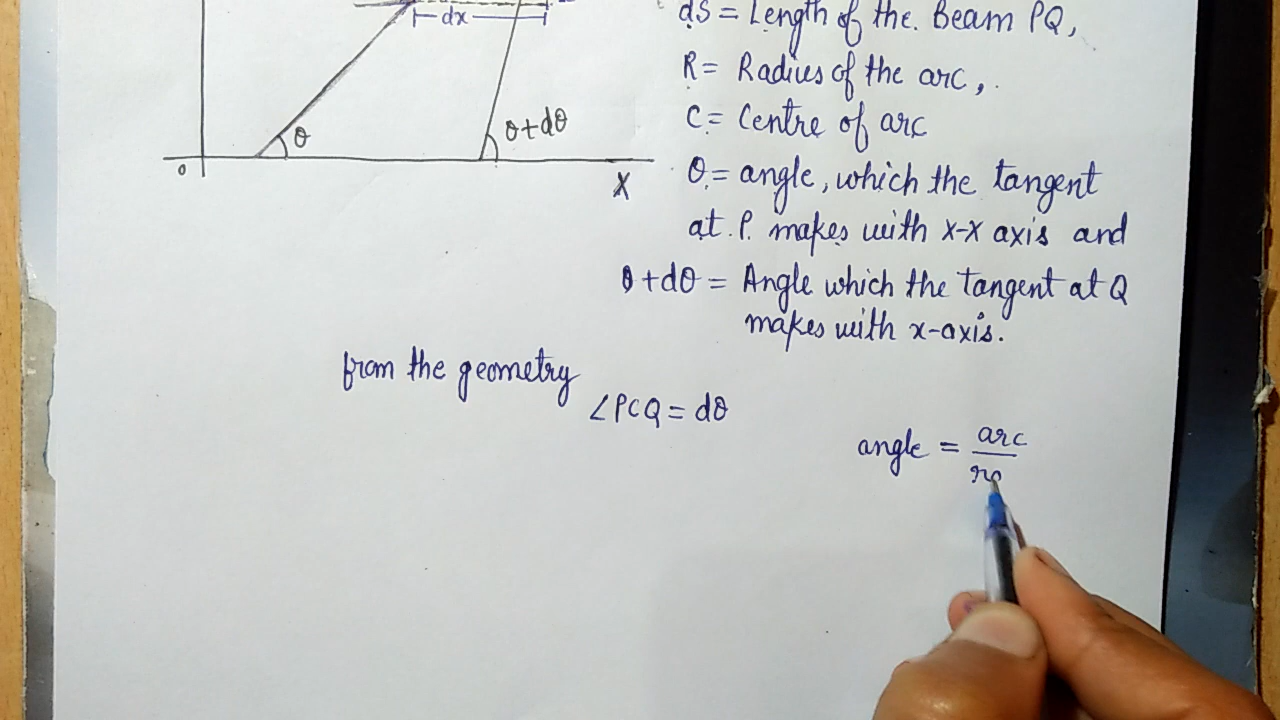 dx
dS = Length of the. Beam PQ,
R = Radius of the arc,
C = Centre of arc
θ
θ+dθ
o
X
θ = angle, which the tangent
at P. makes with x-x axis and
θ+dθ = Angle which the tangent at Q
makes with x-axis.
from the geometry
∠PCQ = dθ
angle = arc